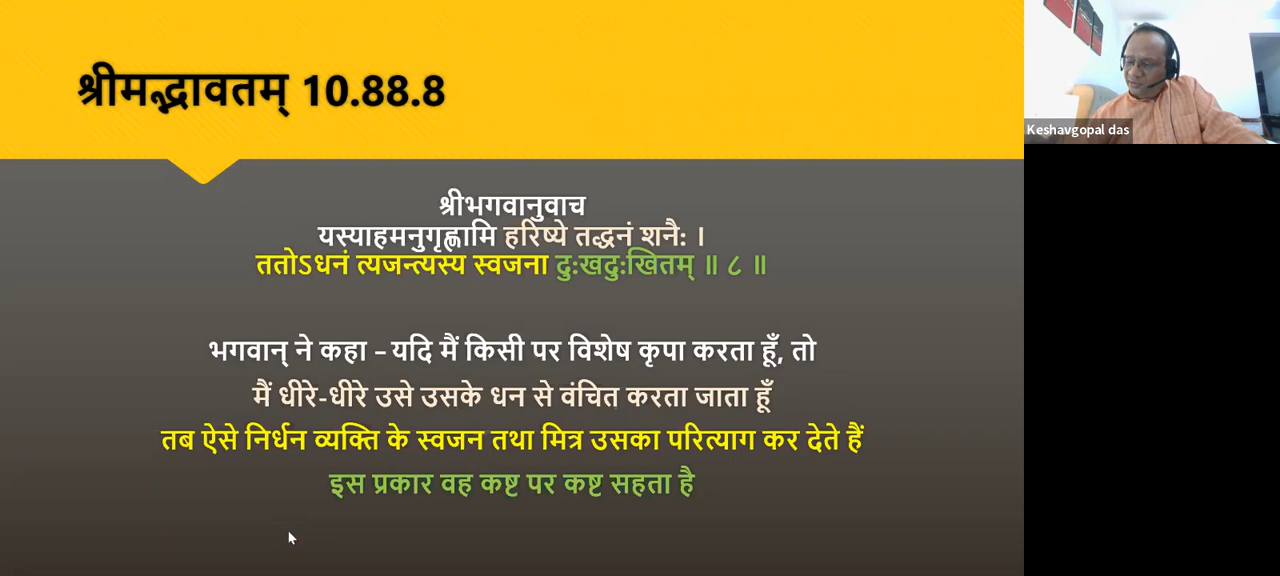 श्रीमद्भावतम् 10.88.8
Keshavgopal das
श्रीभगवानुवाच
यस्याहमनुगृह्णामि हरिष्ये तद्धनं शनै: ।
ततोऽधनं त्यजन्त्यस्य स्वजना दु:खदु:खितम् ॥ ८ ॥
भगवान् ने कहा – यदि मैं किसी पर विशेष कृपा करता हूँ, तो
मैं धीरे-धीरे उसे उसके धन से वंचित करता जाता हूँ
तब ऐसे निर्धन व्यक्ति के स्वजन तथा मित्र उसका परित्याग कर देते हैं
इस प्रकार वह कष्ट पर कष्ट सहता है